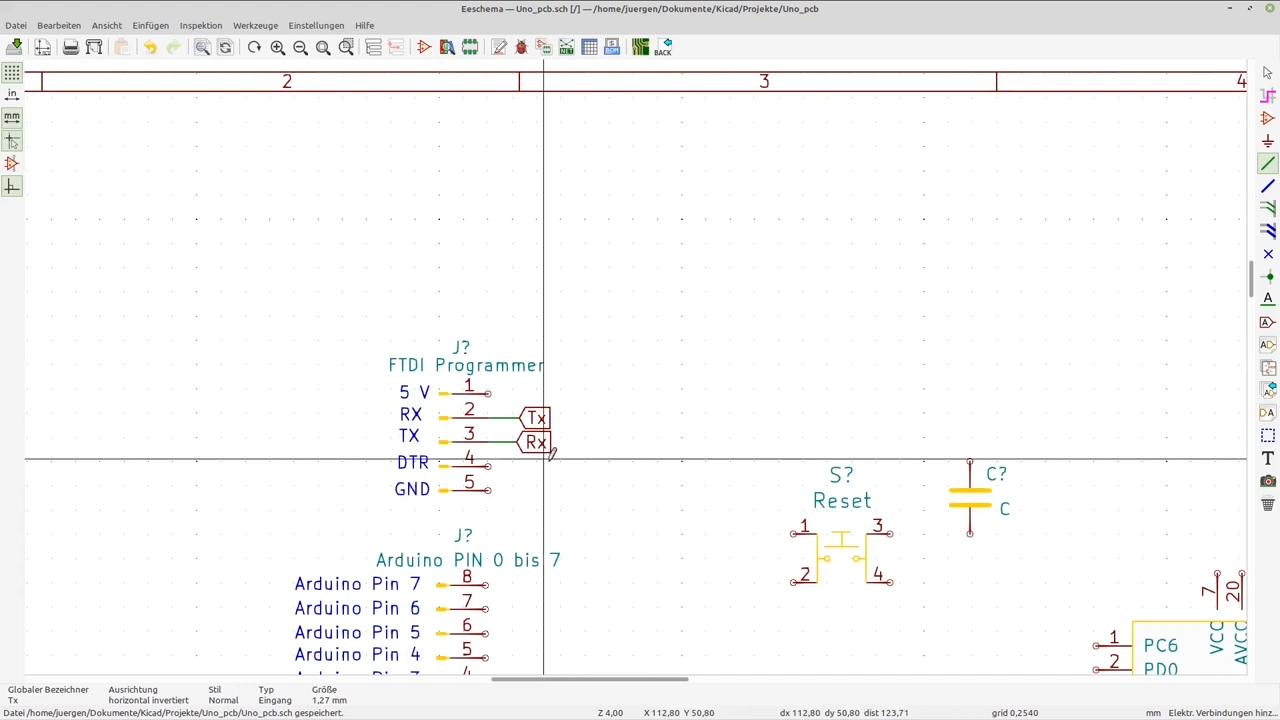 Eeschema — Uno_pcb.sch [/] — /home/juergen/Dokumente/Kicad/Projekte/Uno_pcb
Datei Bearbeiten Ansicht Einfügen Inspektion Werkzeuge Einstellungen Hilfe
BOM
BACK
in
mm
2 3 4
J?
FTDI Programmer
5 V 1
RX 2 Tx
TX 3 Rx
DTR 4
GND 5
S?
Reset
1 3
2 4
C?
C
J?
Arduino PIN 0 bis 7
Arduino Pin 7 8
Arduino Pin 6 7
Arduino Pin 5 6
Arduino Pin 4 5
7 20
VCC
1 PC6
2 PD0
A
A
T
Globaler Bezeichner Ausrichtung Stil Typ Größe
Tx horizontal invertiert Normal Eingang 1,27 mm
Datei /home/juergen/Dokumente/Kicad/Projekte/Uno_pcb/Uno_pcb.sch gespeichert. Z 4,00 X 112,80 Y 50,80 dx 112,80 dy 50,80 dist 123,71 grid 0,2540 mm Elektr. Verbindungen hinz...